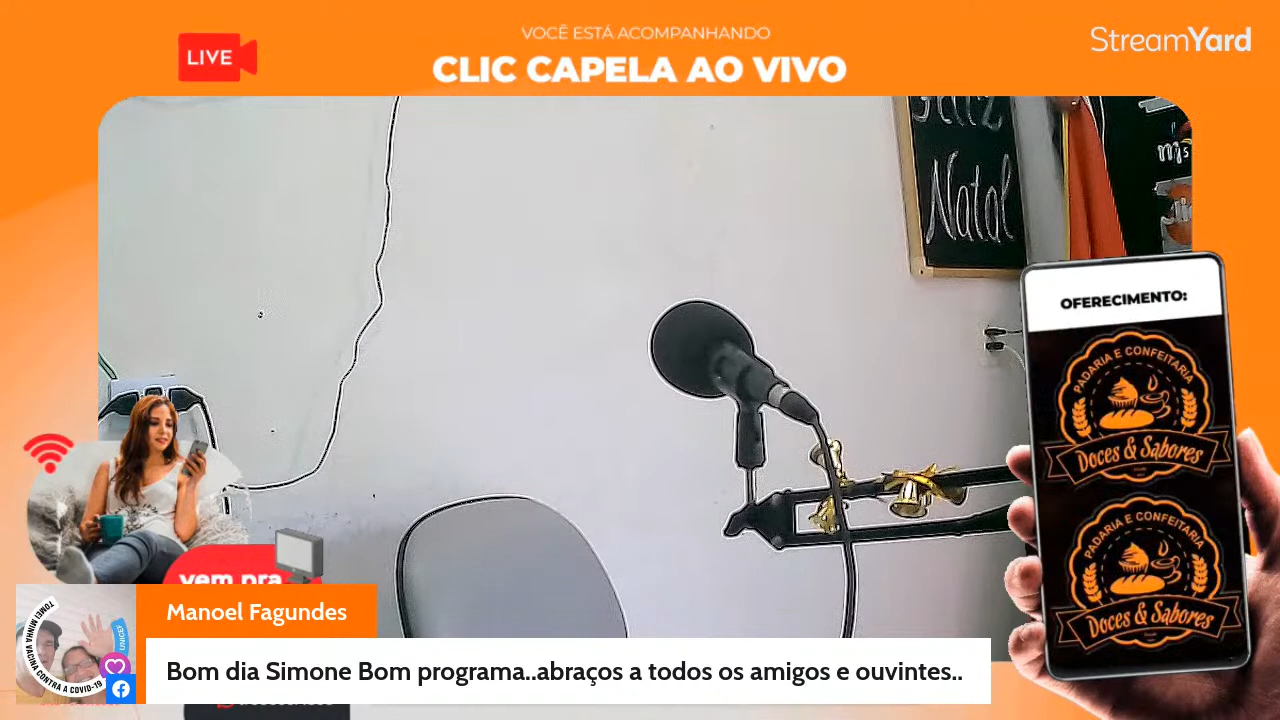 LIVE
VOCÊ ESTÁ ACOMPANHANDO
CLIC CAPELA AO VIVO
StreamYard
Natal
OFERECIMENTO:
PADARIA E CONFEITARIA
Doces & Sabores
PADARIA E CONFEITARIA
Doces & Sabores
vem pra
TOMEI MINHA VACINA CONTRA A COVID-19
UNICEF
Manoel Fagundes
Bom dia Simone Bom programa..abraços a todos os amigos e ouvintes..